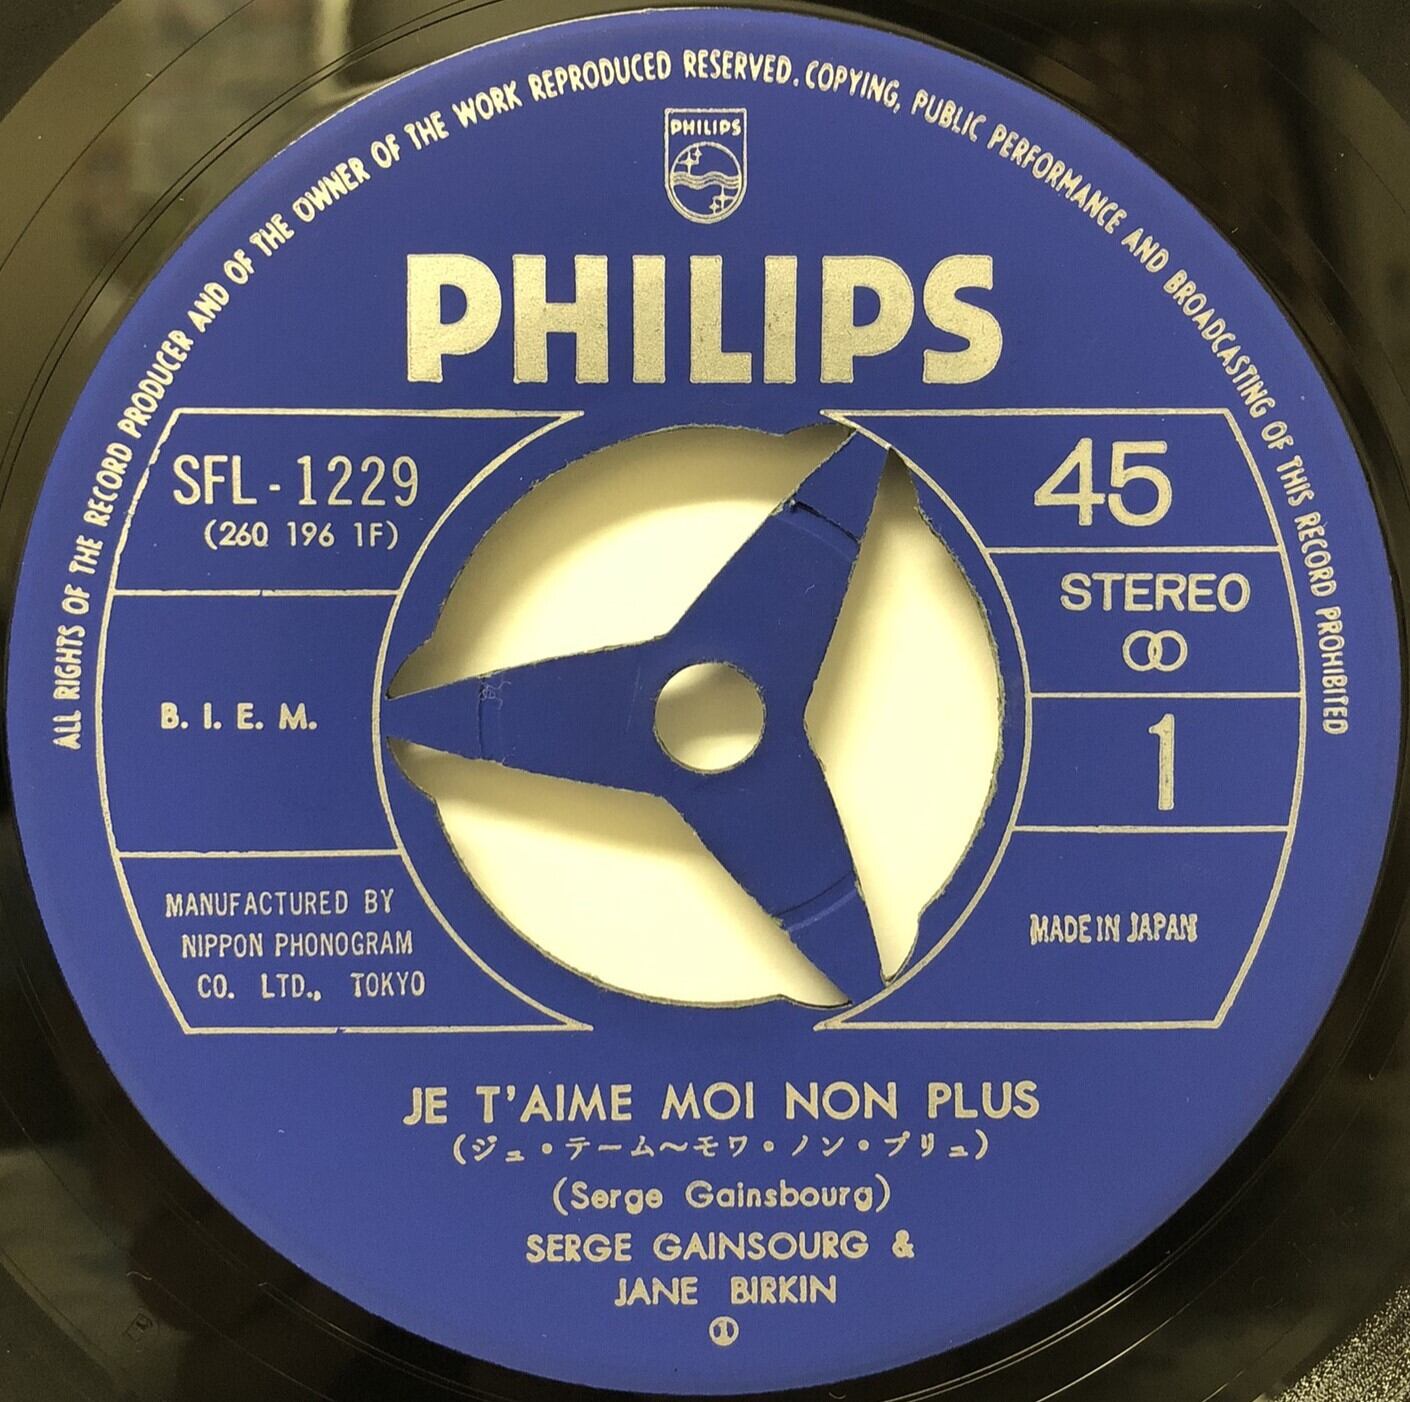 ALL RIGHTS OF THE RECORD PRODUCER AND OF THE OWNER OF THE WORK REPRODUCED RESERVED. COPYING, PUBLIC PERFORMANCE AND BROADCASTING OF THIS RECORD PROHIBITED
PHILIPS
PHILIPS
SFL-1229
(260 196 1F)
B. I. E. M.
MANUFACTURED BY
NIPPON PHONOGRAM
CO. LTD., TOKYO
45
STEREO
1
MADE IN JAPAN
JE T'AIME MOI NON PLUS
(ジュ・テーム〜モワ・ノン・プリュ)
(Serge Gainsbourg)
SERGE GAINSOURG &
JANE BIRKIN
①